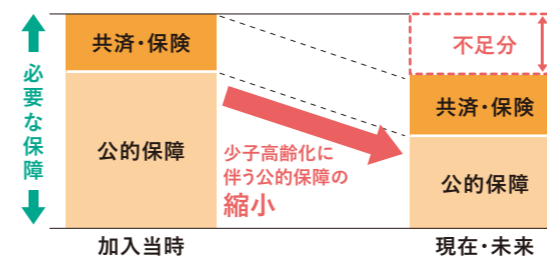 必要な保障
共済・保険
公的保障
加入当時
少子高齢化に
伴う公的保障の
縮小
不足分
共済・保険
公的保障
現在・未来